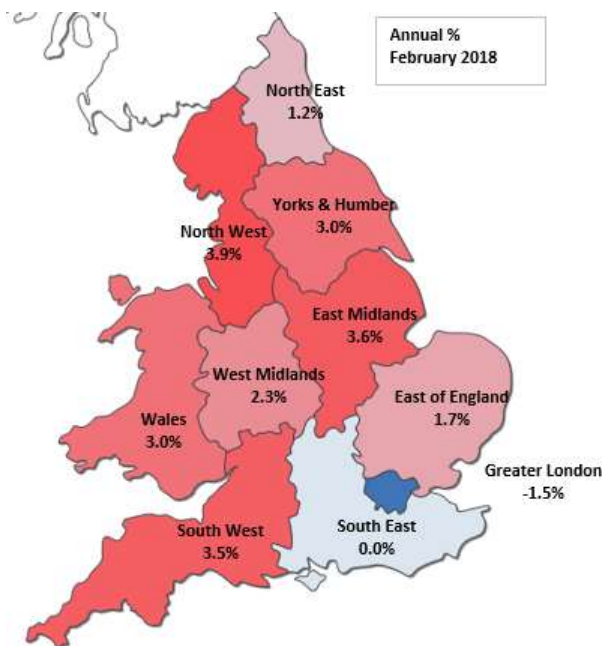 Annual %
February 2018
North East
1.2%
Yorks & Humber
3.0%
North West
3.9%
East Midlands
3.6%
West Midlands
2.3%
East of England
1.7%
Wales
3.0%
Greater London
-1.5%
South West
3.5%
South East
0.0%